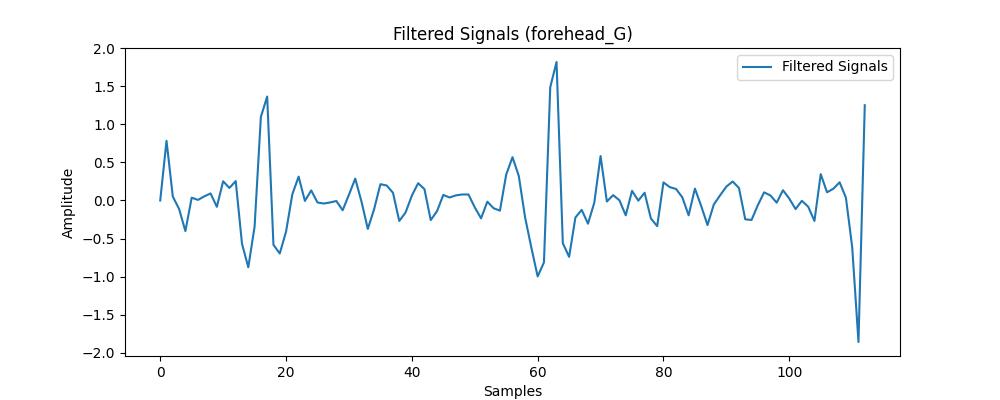 Filtered Signals (forehead_G)
Filtered Signals
2.0
1.5
1.0
0.5
0.0
−0.5
−1.0
−1.5
−2.0
Amplitude
0 20 40 60 80 100
Samples